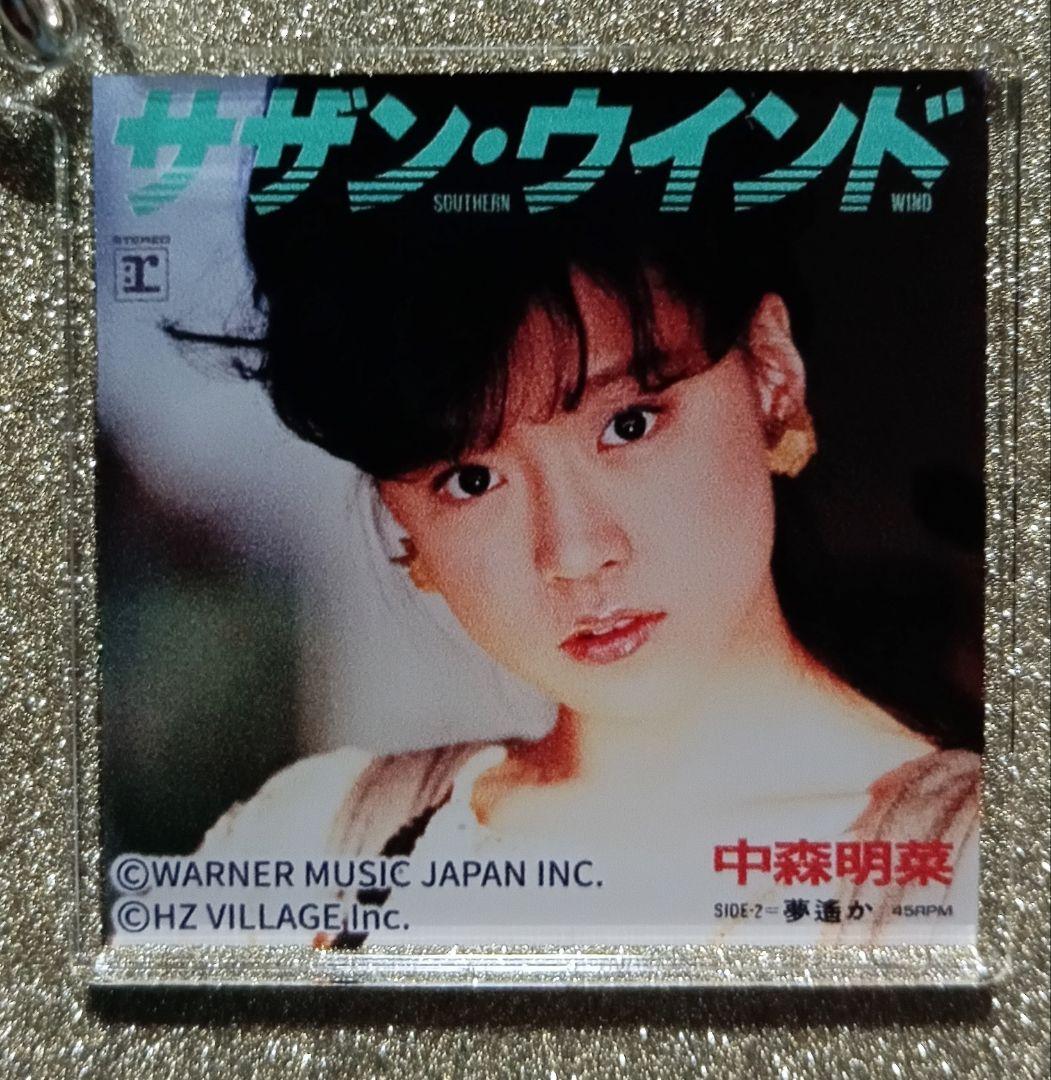 サザン・ウインド
SOUTHERN WIND
STEREO
r
中森明菜
SIDE-2=夢遙か 45RPM
©WARNER MUSIC JAPAN INC.
©HZ VILLAGE Inc.